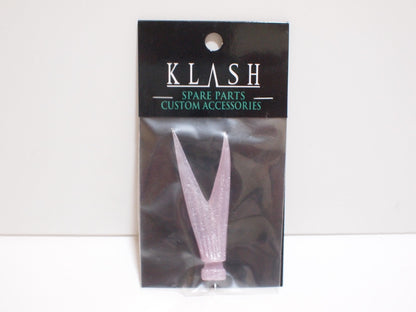 KLASH
SPARE PARTS
CUSTOM ACCESSORIES